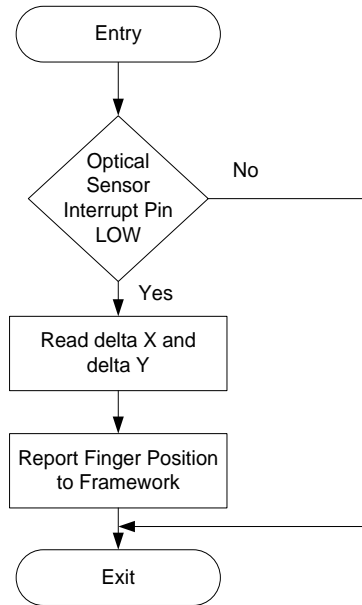 Entry
Optical
Sensor
Interrupt Pin
LOW
No
Yes
Read delta X and
delta Y
Report Finger Position
to Framework
Exit